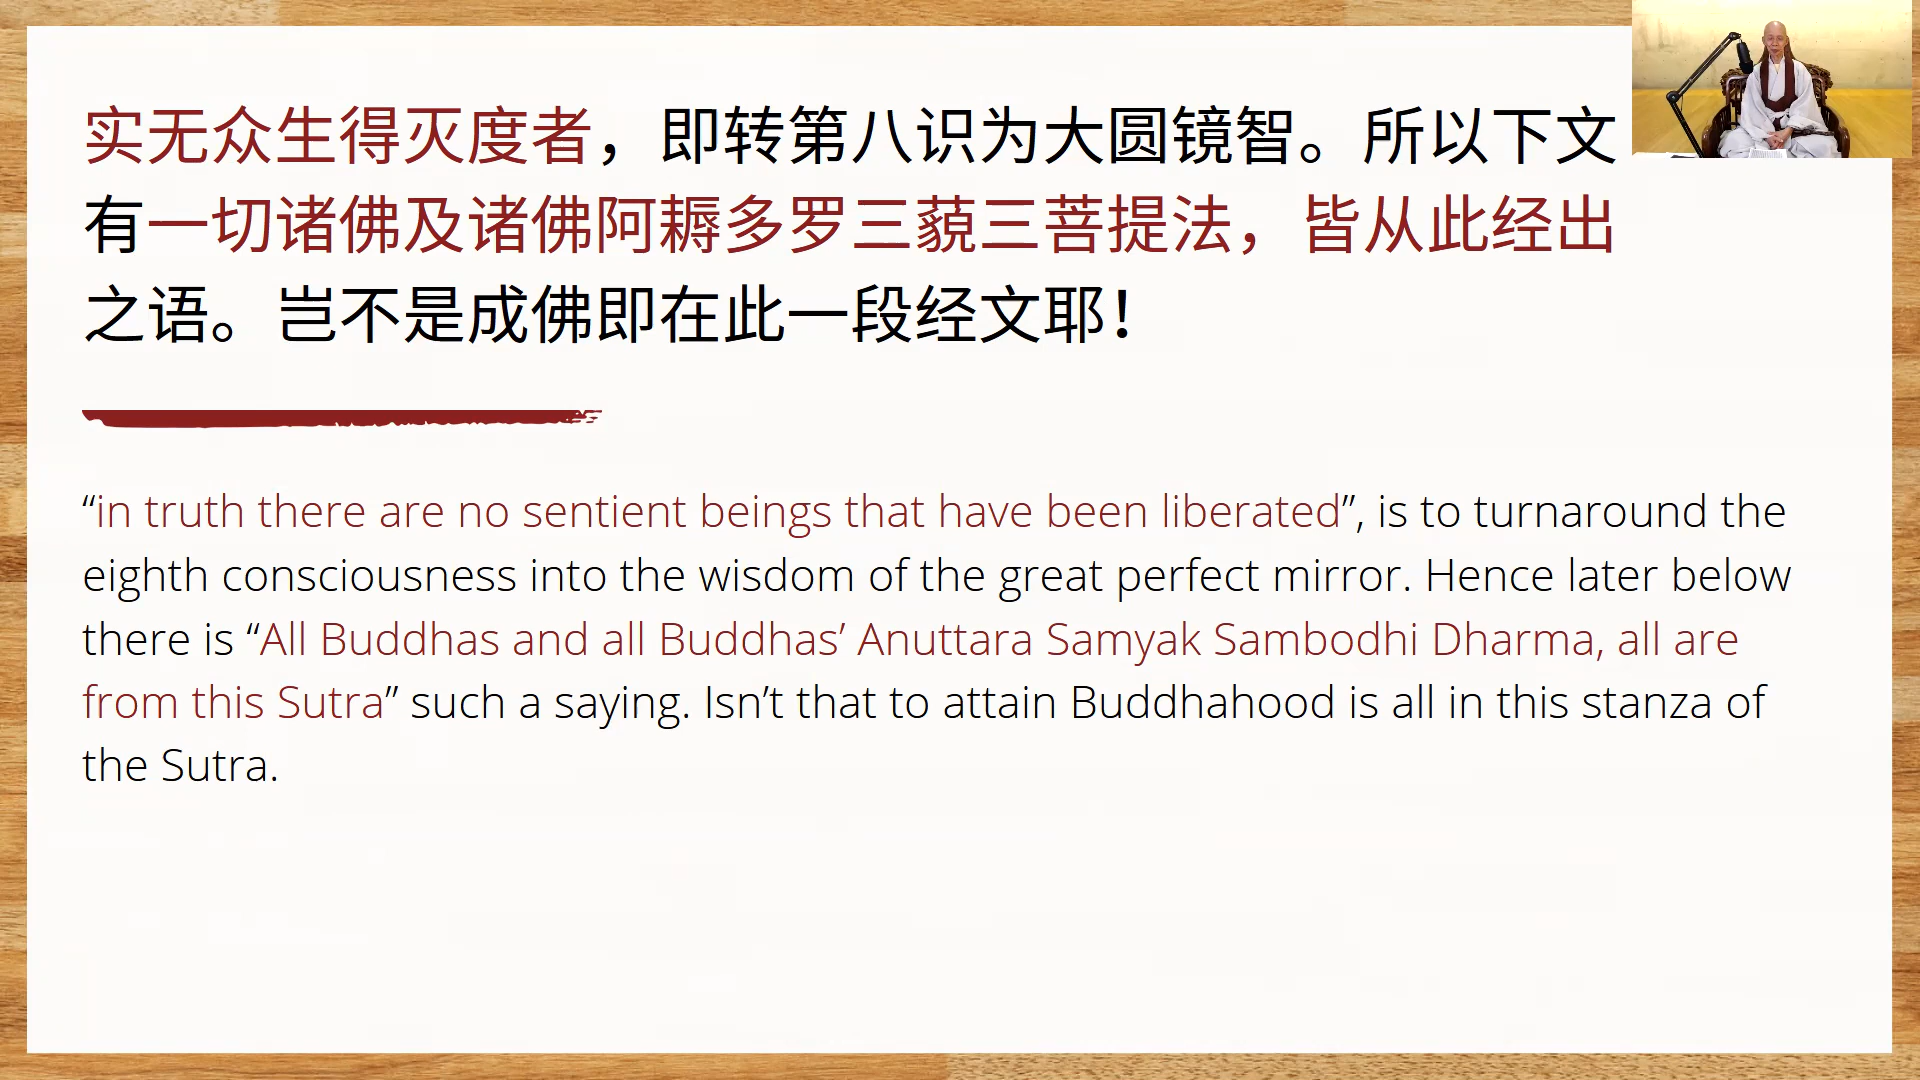 实无众生得灭度者，即转第八识为大圆镜智。所以下文
有一切诸佛及诸佛阿耨多罗三藐三菩提法，皆从此经出
之语。岂不是成佛即在此一段经文耶！
“in truth there are no sentient beings that have been liberated”, is to turnaround the
eighth consciousness into the wisdom of the great perfect mirror. Hence later below
there is “All Buddhas and all Buddhas’ Anuttara Samyak Sambodhi Dharma, all are
from this Sutra” such a saying. Isn’t that to attain Buddhahood is all in this stanza of
the Sutra.